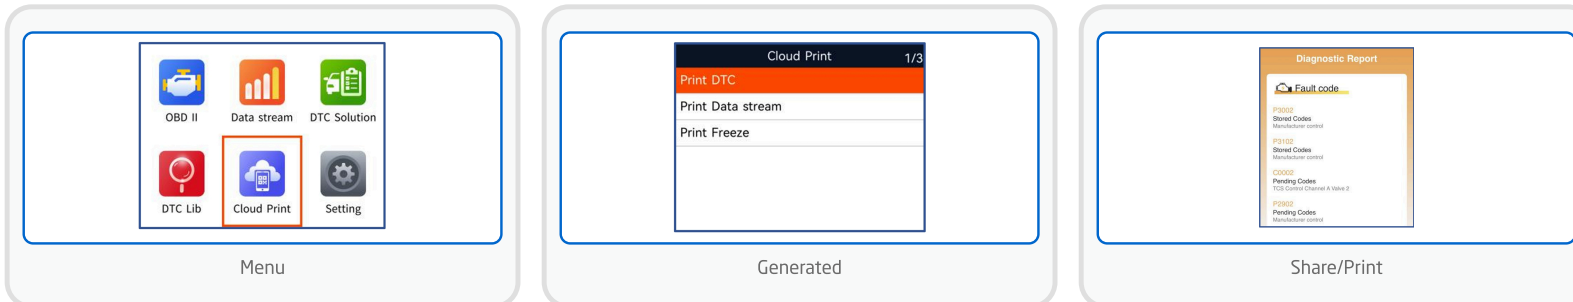 OBD II
Data stream
DTC Solution
DTC Lib
Cloud Print
Setting
Menu
Cloud Print 1/3
Print DTC
Print Data stream
Print Freeze
Generated
Diagnostic Report
Fault code
P3002
Stored Codes
Manufacturer control
P3102
Stored Codes
Manufacturer control
C0002
Pending Codes
TCS Control Channel A Valve 2
P2902
Pending Codes
Manufacturer control
Share/Print